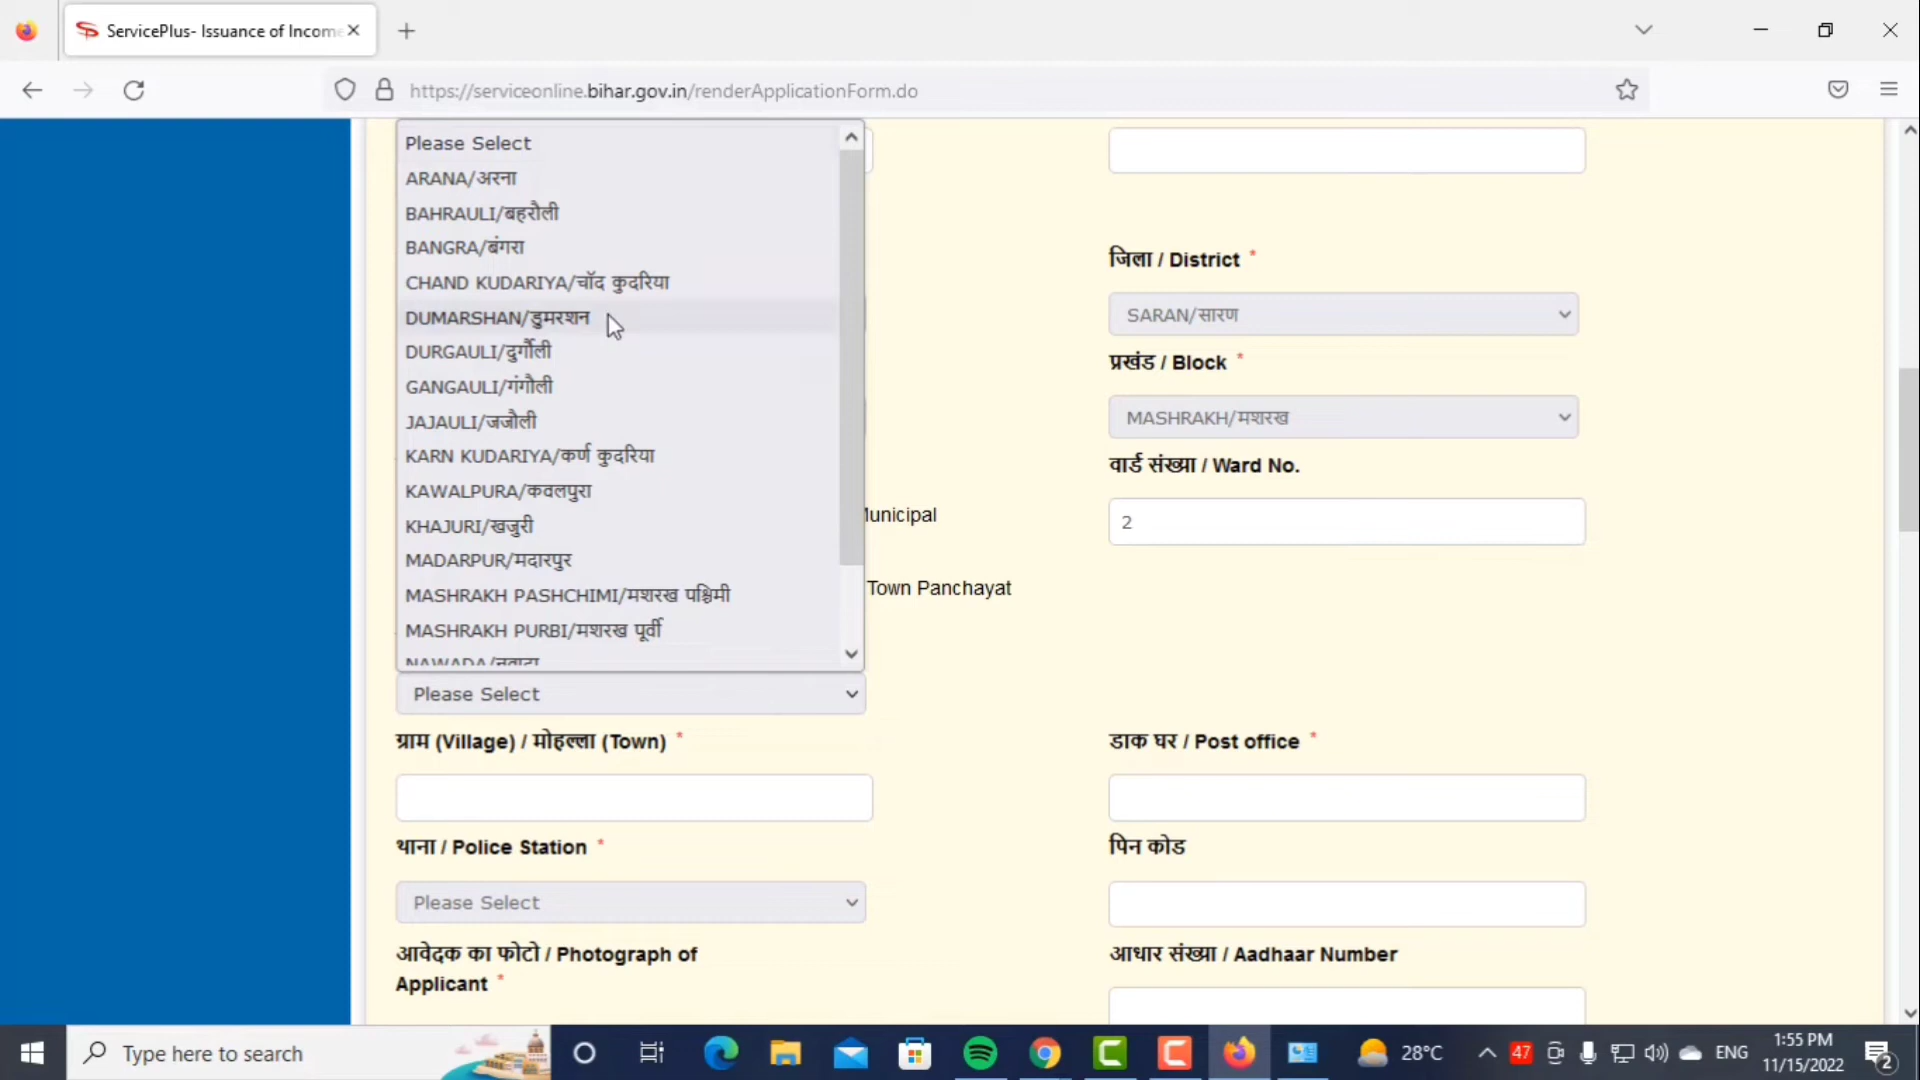 ServicePlus- Issuance of Income
https://serviceonline.bihar.gov.in/renderApplicationForm.do
Please Select
ARANA/अरना
BAHRAULI/बहरौली
BANGRA/बंगरा
CHAND KUDARIYA/चाँद कुदरिया
DUMARSHAN/डुमरशन
DURGAULI/दुर्गौली
GANGAULI/गंगौली
JAJAULI/जजौली
KARN KUDARIYA/कर्ण कुदरिया
KAWALPURA/कवलपुरा
KHAJURI/खजुरी
MADARPUR/मदारपुर
MASHRAKH PASHCHIMI/मशरख पश्चिमी
MASHRAKH PURBI/मशरख पूर्वी
NAWADA/नवादा
जिला / District *
SARAN/सारण
प्रखंड / Block *
MASHRAKH/मशरख
वार्ड संख्या / Ward No.
Municipal
2
Town Panchayat
Please Select
ग्राम (Village) / मोहल्ला (Town) *
डाक घर / Post office *
थाना / Police Station *
पिन कोड
Please Select
आवेदक का फोटो / Photograph of
Applicant *
आधार संख्या / Aadhaar Number
Type here to search
28°C
47
ENG
1:55 PM
11/15/2022
2